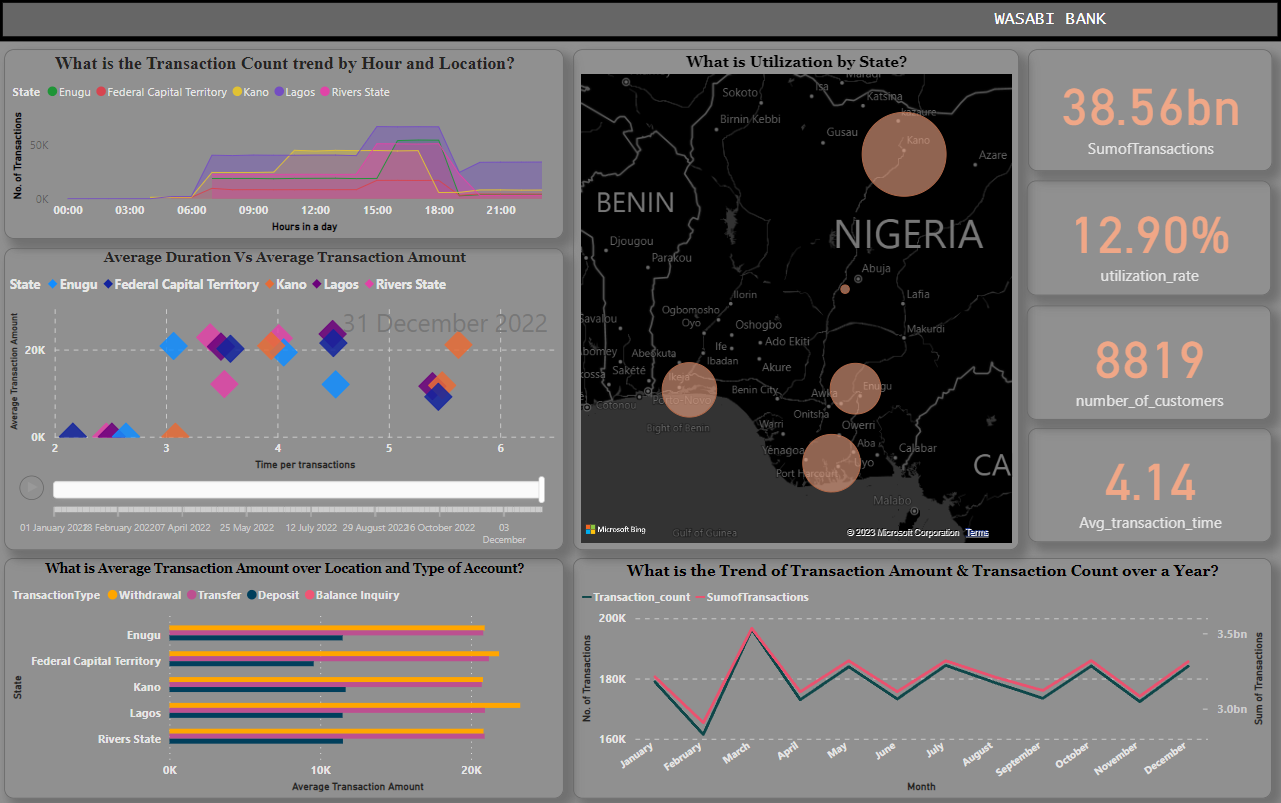 WASABI BANK
What is the Transaction Count trend by Hour and Location?
State Enugu Federal Capital Territory Kano Lagos Rivers State
No. of Transactions
50K
0K
00:00 03:00 06:00 09:00 12:00 15:00 18:00 21:00
Hours in a day
Average Duration Vs Average Transaction Amount
State Enugu Federal Capital Territory Kano Lagos Rivers State
31 December 2022
Average Transaction Amount
20K
0K
2 3 4 5 6
Time per transactions
01 January 2022 28 February 2022 07 April 2022 25 May 2022 12 July 2022 29 August 2022 16 October 2022 03
December
What is Average Transaction Amount over Location and Type of Account?
TransactionType Withdrawal Transfer Deposit Balance Inquiry
State
Enugu
Federal Capital Territory
Kano
Lagos
Rivers State
0K 10K 20K
Average Transaction Amount
What is Utilization by State?
Maradi
Sokoto
Isa
Katsina
kazaure
Birnin Kebbi
Gusau
Kano
Azare
BENIN
NIGERIA
Djougou
Parakou
Abuja
Ilorin
Lafia
Ogbomosho
Savalou
Oyo
Oshogbo
Makurdi
Ife
Ado Ekiti
Abomey
Abeokuta
Ibadan
Sakété
Akure
Ikeja
Benin City
Awka
Enugu
Cotonou
Porto-Novo
Onitsha
Bight of Benin
Warri
Owerri
Yenagoa
Aba
Calabar
Port Harcourt
Uyo
CA
Malabo
Gulf of Guinea
Microsoft Bing
© 2023 Microsoft Corporation Terms
38.56bn
SumofTransactions
12.90%
utilization_rate
8819
number_of_customers
4.14
Avg_transaction_time
What is the Trend of Transaction Amount & Transaction Count over a Year?
Transaction_count SumofTransactions
No. of Transactions
200K
180K
160K
3.5bn
3.0bn
Sum of Transactions
January February March April May June July August September October November December
Month